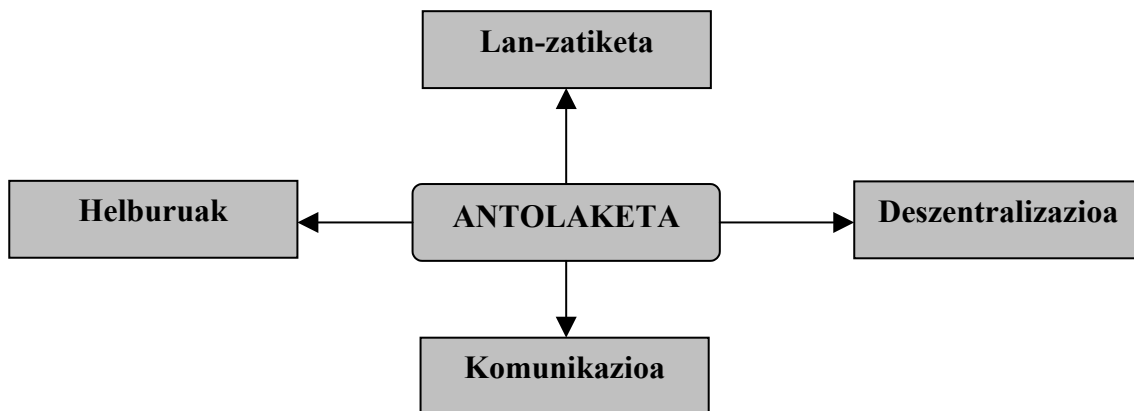 Lan-zatiketa
Helburuak
ANTOLAKETA
Deszentralizazioa
Komunikazioa